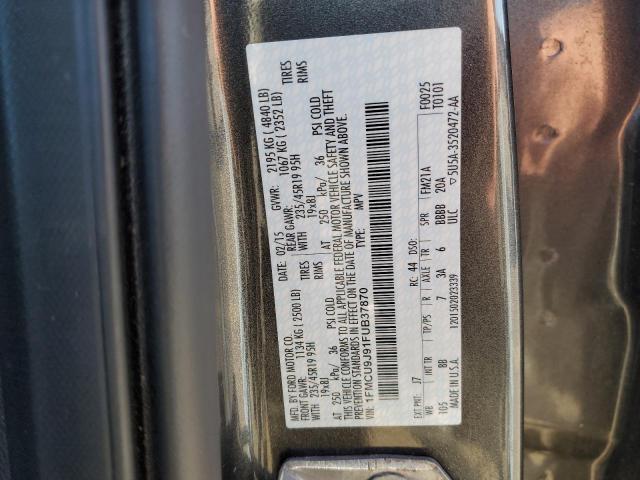 MFD. BY FORD MOTOR CO.
DATE: 02/15 GVWR: 2195 KG ( 4840 LB)
FRONT GAWR: 1134 KG ( 2500 LB) REAR GAWR: 1067 KG ( 2352 LB)
235/45R19 95H TIRES WITH 235/45R19 95H TIRES
19x8J RIMS 19x8J RIMS
AT 250 kPa/ 36 PSI COLD AT 250 kPa/ 36 PSI COLD
THIS VEHICLE CONFORMS TO ALL APPLICABLE FEDERAL MOTOR VEHICLE SAFETY AND THEFT
PREVENTION STANDARDS IN EFFECT ON THE DATE OF MANUFACTURE SHOWN ABOVE.
VIN: 1FMCU9J91FUB37870 TYPE: MPV
EXT PNT: J7 RC: 44 DSO: FM21A F0025
WB INT TR TP/PS R AXLE TR SPR T0101
105 BB 7 3A 6 BBBB 20A
MADE IN U.S.A. 12U1502023339 ULC ▽5U5A-3520472-AA